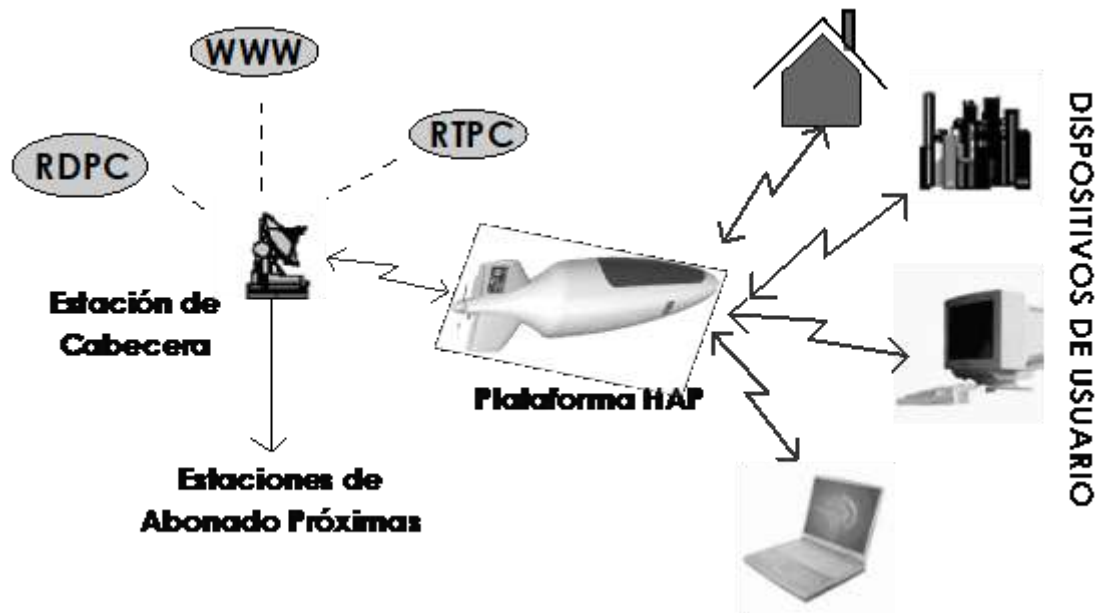 WWW
RDPC
RTPC
Estación de
Cabecera
Plataforma HAP
Estaciones de
Abonado Próximas
DISPOSITIVOS DE USUARIO